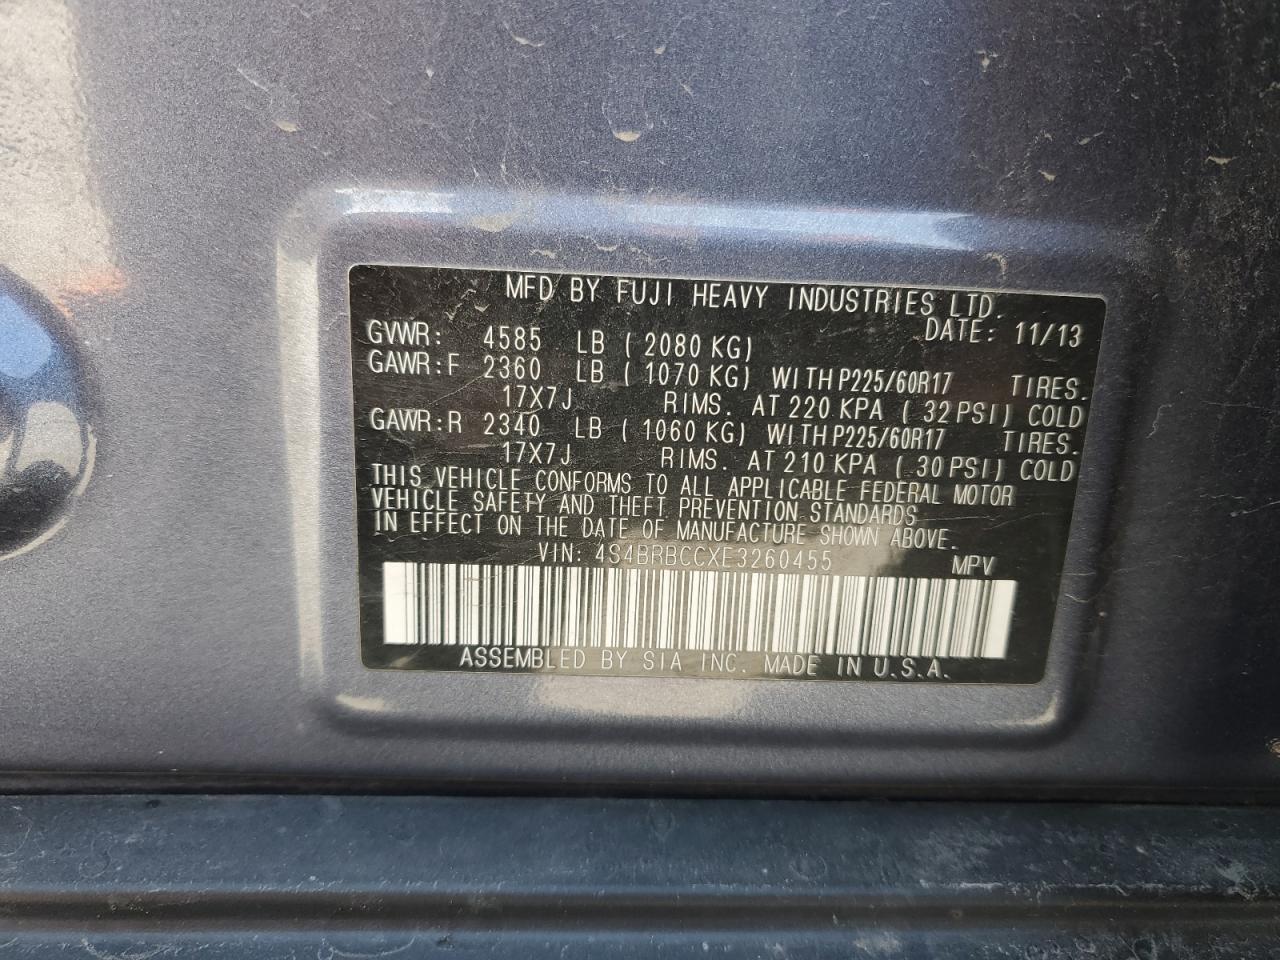 MFD BY FUJI HEAVY INDUSTRIES LTD.
DATE: 11/13
GVWR: 4585 LB ( 2080 KG)
GAWR:F 2360 LB ( 1070 KG) WITH P225/60R17 TIRES.
17X7J RIMS. AT 220 KPA ( 32 PSI) COLD
GAWR:R 2340 LB ( 1060 KG) WITH P225/60R17 TIRES.
17X7J RIMS. AT 210 KPA ( 30 PSI) COLD
THIS VEHICLE CONFORMS TO ALL APPLICABLE FEDERAL MOTOR
VEHICLE SAFETY AND THEFT PREVENTION STANDARDS
IN EFFECT ON THE DATE OF MANUFACTURE SHOWN ABOVE.
VIN: 4S4BRBCCXE3260455 MPV
ASSEMBLED BY SIA INC. MADE IN U.S.A.